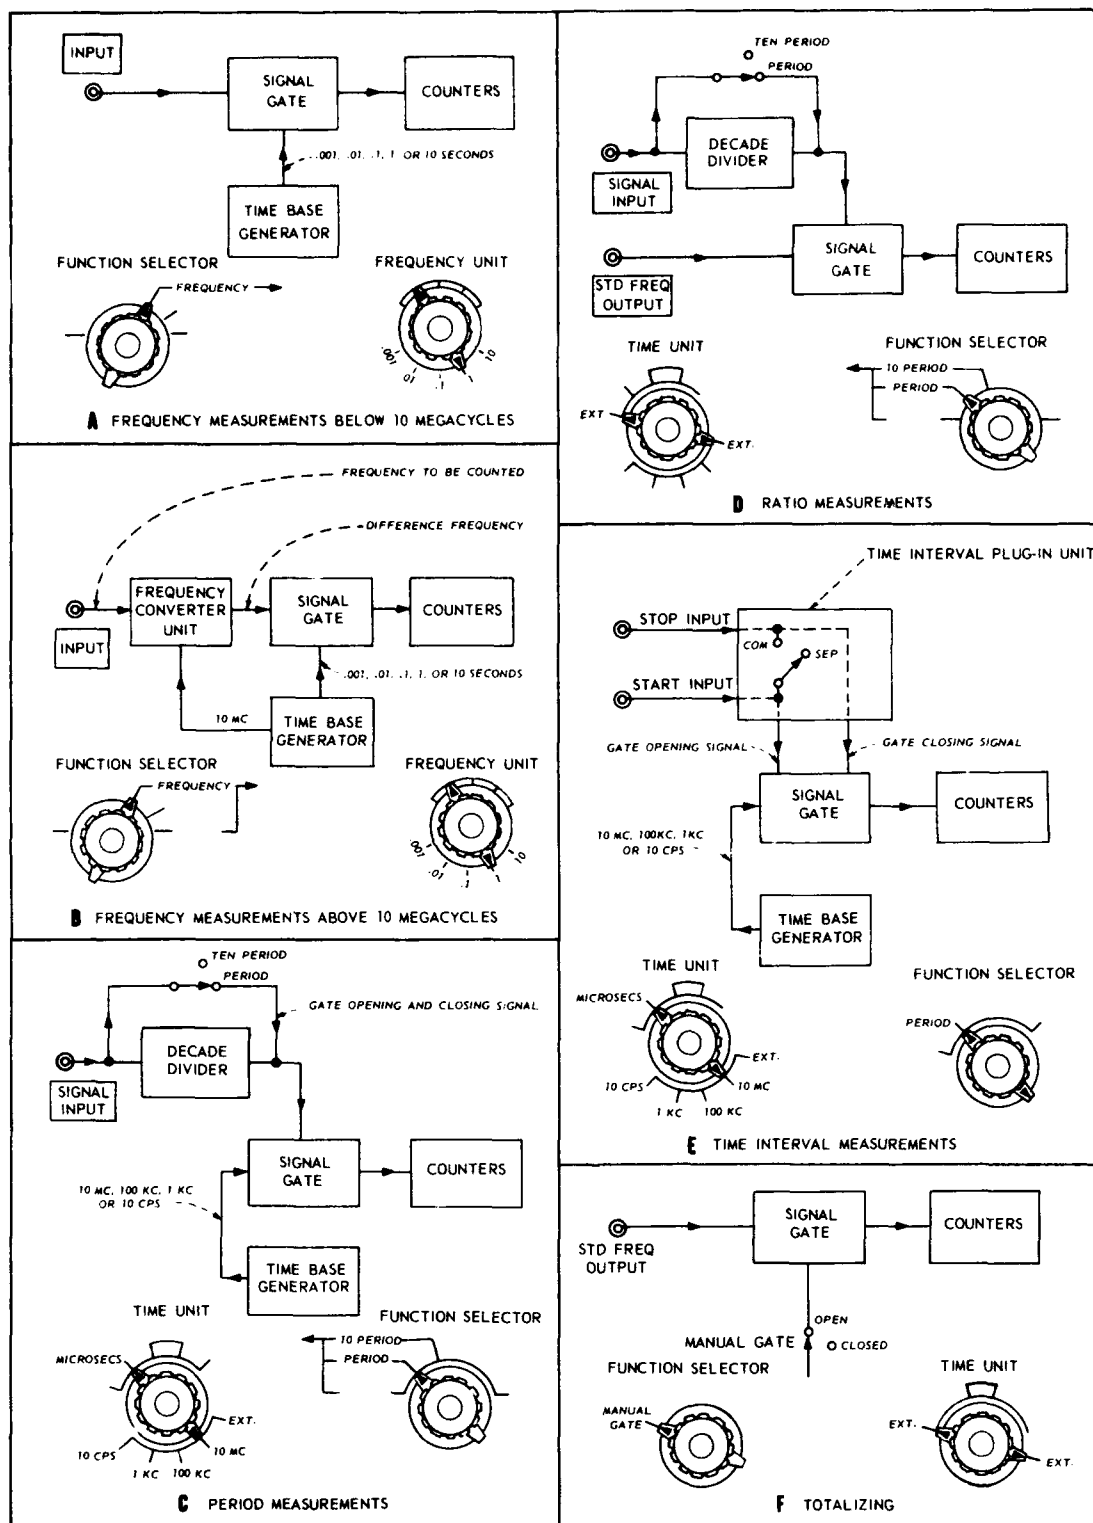 INPUT
SIGNAL
GATE
COUNTERS
.001, .01, .1, 1 OR 10 SECONDS
TIME BASE
GENERATOR
FUNCTION SELECTOR
FREQUENCY
FREQUENCY UNIT
.001
.01
.1
1
10
A FREQUENCY MEASUREMENTS BELOW 10 MEGACYCLES
FREQUENCY TO BE COUNTED
DIFFERENCE FREQUENCY
FREQUENCY
CONVERTER
UNIT
SIGNAL
GATE
COUNTERS
INPUT
.001, .01, .1, 1, OR 10 SECONDS
10 MC
TIME BASE
GENERATOR
FUNCTION SELECTOR
FREQUENCY
FREQUENCY UNIT
.001
.01
.1
1
10
B FREQUENCY MEASUREMENTS ABOVE 10 MEGACYCLES
TEN PERIOD
PERIOD
GATE OPENING AND CLOSING SIGNAL
DECADE
DIVIDER
SIGNAL
INPUT
SIGNAL
GATE
COUNTERS
10 MC, 100 KC, 1 KC
OR 10 CPS
TIME BASE
GENERATOR
TIME UNIT
MICROSECS
EXT.
10 MC
100 KC
1 KC
10 CPS
FUNCTION SELECTOR
10 PERIOD
PERIOD
C PERIOD MEASUREMENTS
TEN PERIOD
PERIOD
DECADE
DIVIDER
SIGNAL
INPUT
SIGNAL
GATE
COUNTERS
STD FREQ
OUTPUT
TIME UNIT
EXT
EXT.
FUNCTION SELECTOR
10 PERIOD
PERIOD
D RATIO MEASUREMENTS
TIME INTERVAL PLUG-IN UNIT
STOP INPUT
COM
SEP
START INPUT
GATE OPENING SIGNAL
GATE CLOSING SIGNAL
SIGNAL
GATE
COUNTERS
10 MC, 100KC, 1KC
OR 10 CPS
TIME BASE
GENERATOR
TIME UNIT
MICROSECS
EXT.
10 MC
100 KC
1 KC
10 CPS
FUNCTION SELECTOR
PERIOD
E TIME INTERVAL MEASUREMENTS
SIGNAL
GATE
COUNTERS
STD FREQ
OUTPUT
OPEN
MANUAL GATE
CLOSED
FUNCTION SELECTOR
MANUAL
GATE
TIME UNIT
EXT.
EXT.
F TOTALIZING